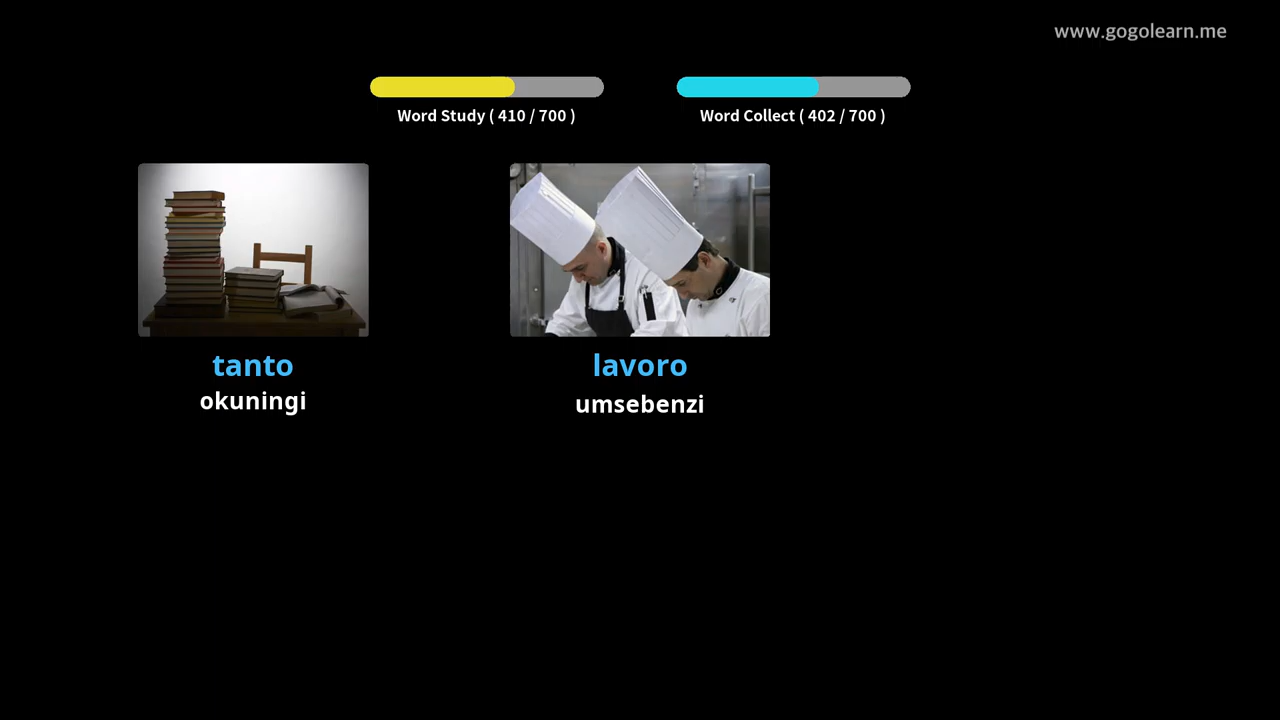 www.gogolearn.me
Word Study ( 410 / 700 )
Word Collect ( 402 / 700 )
tanto
okuningi
lavoro
umsebenzi